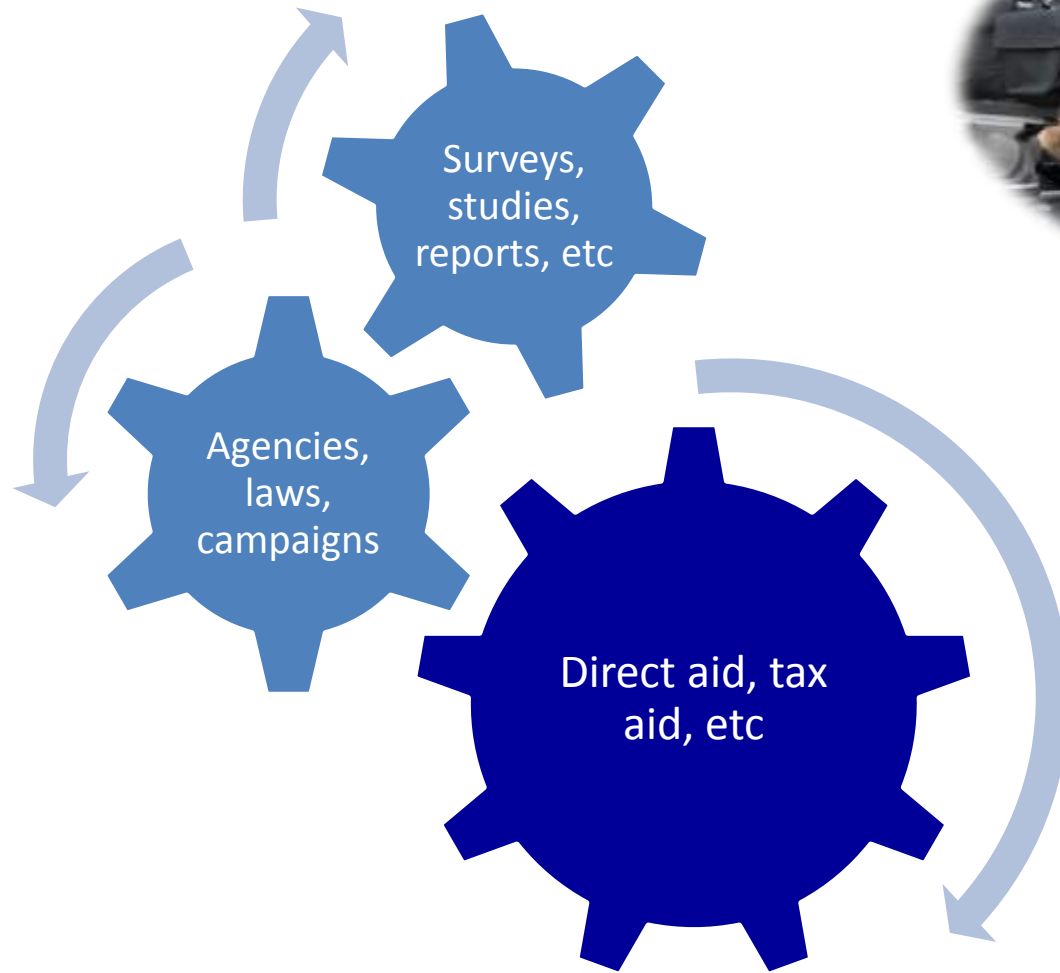 Surveys,
studies,
reports, etc
Agencies,
laws,
campaigns
Direct aid, tax
aid, etc